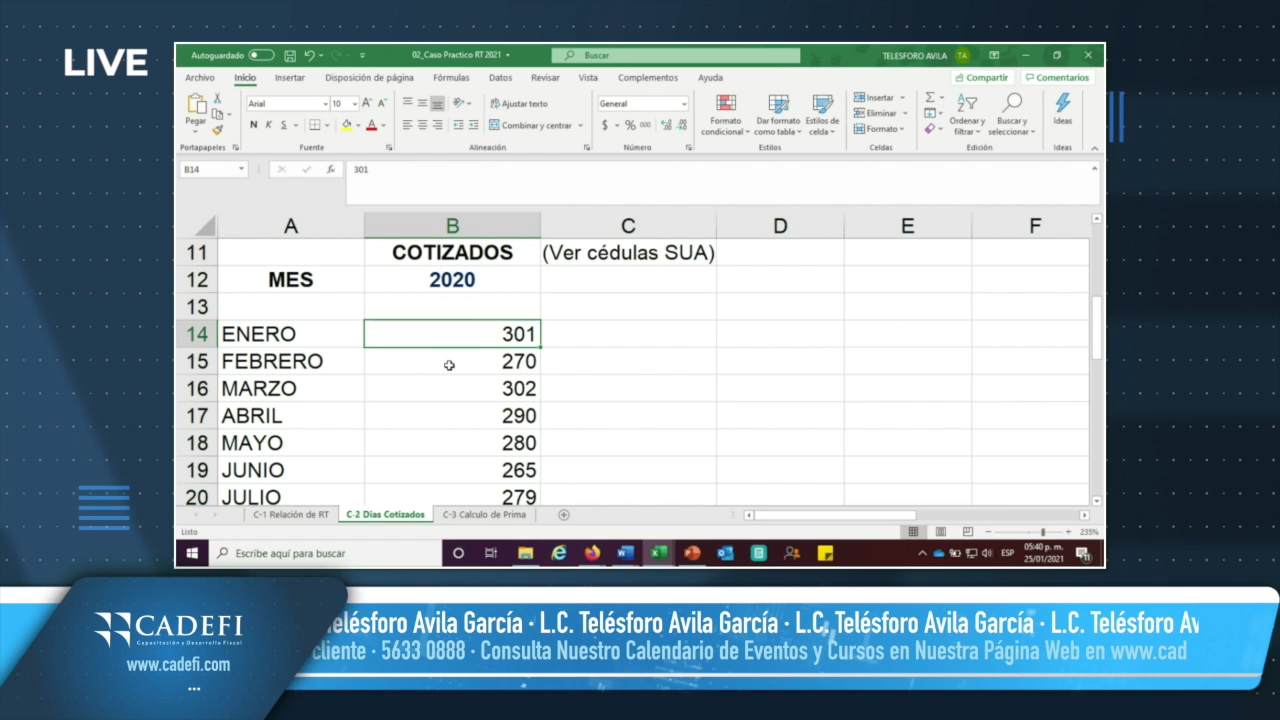 LIVE
Autoguardado
02_Caso Practico RT 2021
Buscar
TELESFORO AVILA
TA
Archivo
Inicio
Insertar
Disposición de página
Fórmulas
Datos
Revisar
Vista
Complementos
Ayuda
Compartir
Comentarios
Pegar
Arial
10
N K S
Ajustar texto
Combinar y centrar
General
$ % 000
Formato condicional
Dar formato como tabla
Estilos de celda
Insertar
Eliminar
Formato
Ordenar y filtrar
Buscar y seleccionar
Ideas
Portapapeles
Fuente
Alineación
Número
Estilos
Celdas
Edición
Ideas
B14
fx
301
A B C D E F
11 COTIZADOS (Ver cédulas SUA)
12 MES 2020
13
14 ENERO 301
15 FEBRERO 270
16 MARZO 302
17 ABRIL 290
18 MAYO 280
19 JUNIO 265
20 JULIO 279
C-1 Relación de RT
C-2 Días Cotizados
C-3 Calculo de Prima
Listo
235%
Escribe aquí para buscar
ESP
05:40 p. m.
25/01/2021
CADEFI
Capacitación y Desarrollo Fiscal
www.cadefi.com
...
elésforo Avila García · L.C. Telésforo Avila García · L.C. Telésforo Avila García · L.C. Telésforo Av
cliente · 5633 0888 · Consulta Nuestro Calendario de Eventos y Cursos en Nuestra Página Web en www.cad